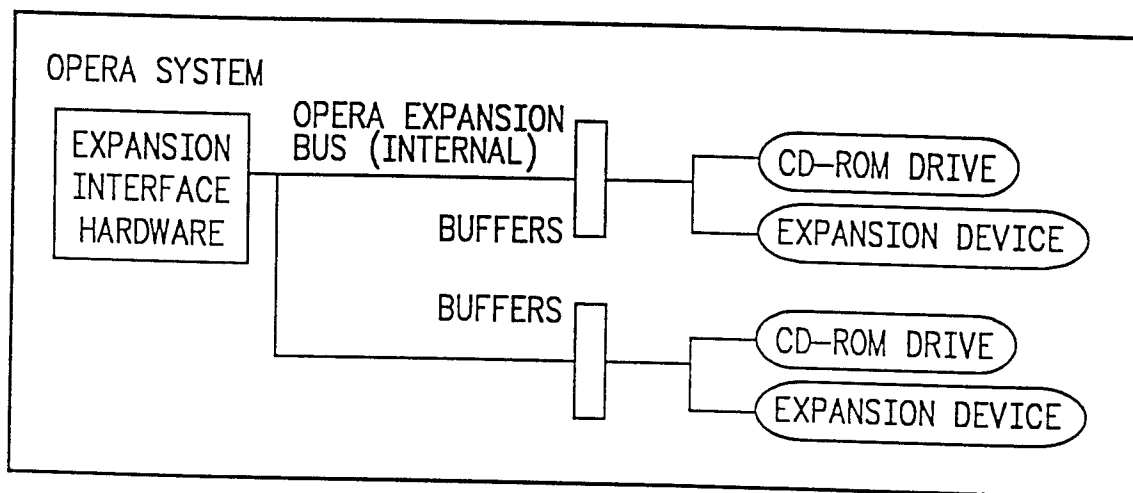 OPERA SYSTEM
EXPANSION
INTERFACE
HARDWARE
OPERA EXPANSION
BUS (INTERNAL)
BUFFERS
CD-ROM DRIVE
EXPANSION DEVICE
BUFFERS
CD-ROM DRIVE
EXPANSION DEVICE